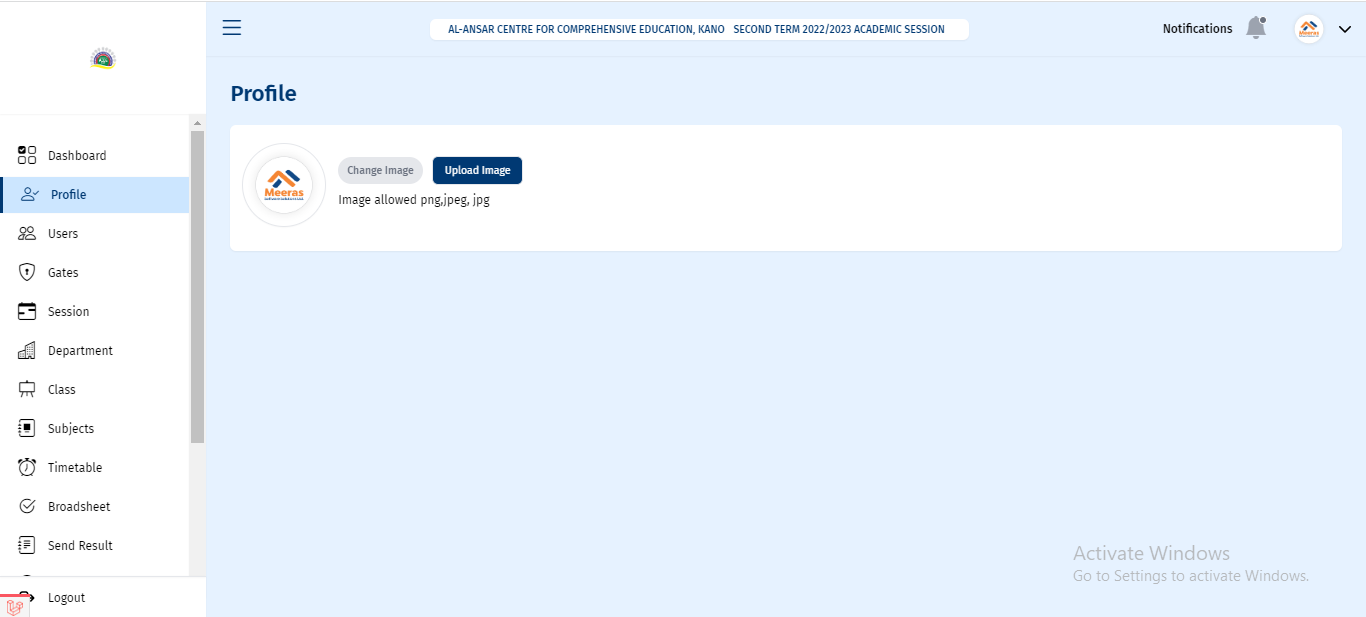 AL-ANSAR CENTRE FOR COMPREHENSIVE EDUCATION, KANO SECOND TERM 2022/2023 ACADEMIC SESSION
Notifications
Profile
Change Image
Upload Image
Image allowed png,jpeg, jpg
Meeras
Dashboard
Profile
Users
Gates
Session
Department
Class
Subjects
Timetable
Broadsheet
Send Result
Logout
Activate Windows
Go to Settings to activate Windows.